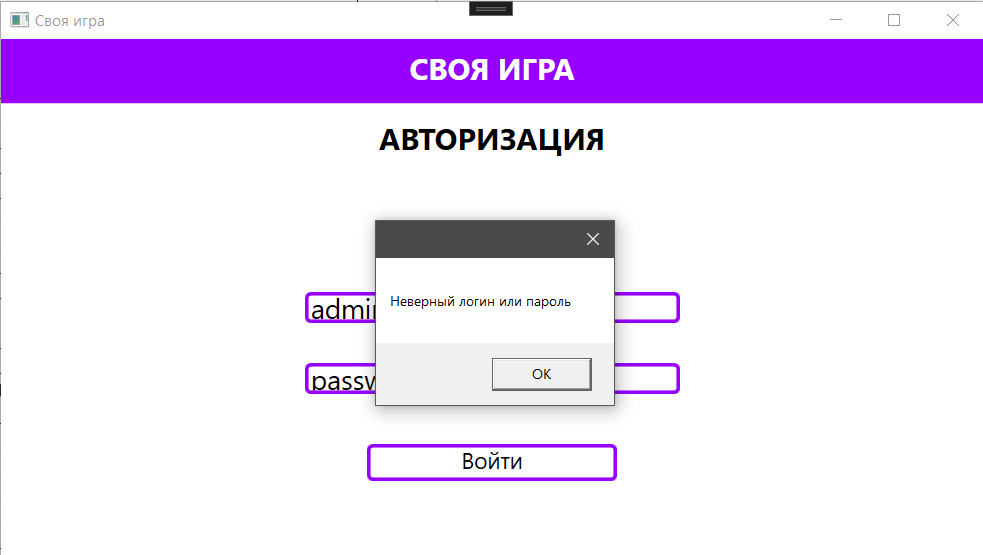 Своя игра
СВОЯ ИГРА
АВТОРИЗАЦИЯ
Неверный логин или пароль
OK
Войти